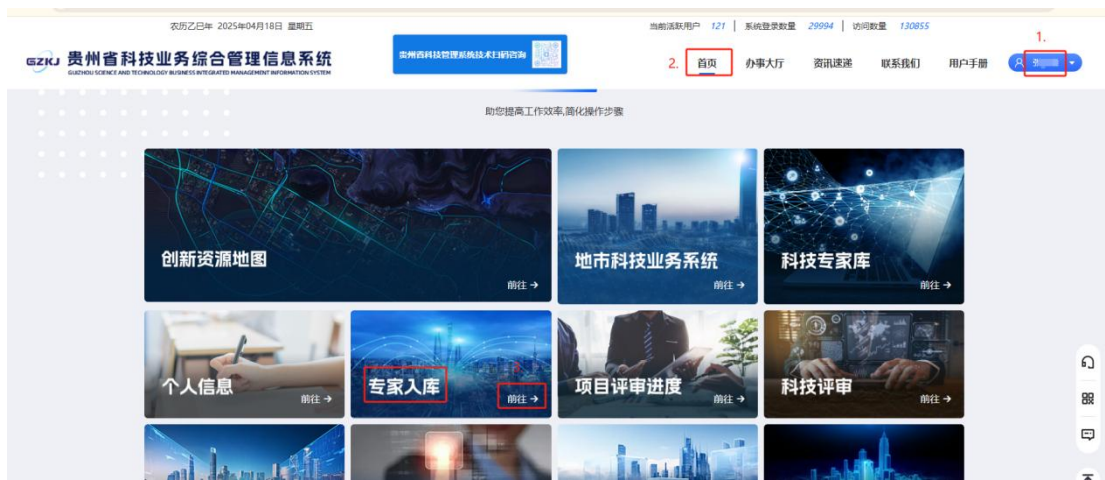 农历乙巳年 2025年04月18日 星期五
当前活跃用户 121 | 系统登录数量 29994 | 访问数量 130855
GZKJ 贵州省科技业务综合管理信息系统
GUIZHOU SCIENCE AND TECHNOLOGY BUSINESS INTEGRATED MANAGEMENT INFORMATION SYSTEM
贵州省科技管理系统技术扫码咨询
1.
2. 首页 办事大厅 资讯速递 联系我们 用户手册
助您提高工作效率,简化操作步骤
创新资源地图
前往 →
地市科技业务系统
前往 →
科技专家库
前往 →
个人信息
前往 →
专家入库
前往 →
项目评审进度
前往 →
科技评审
前往 →